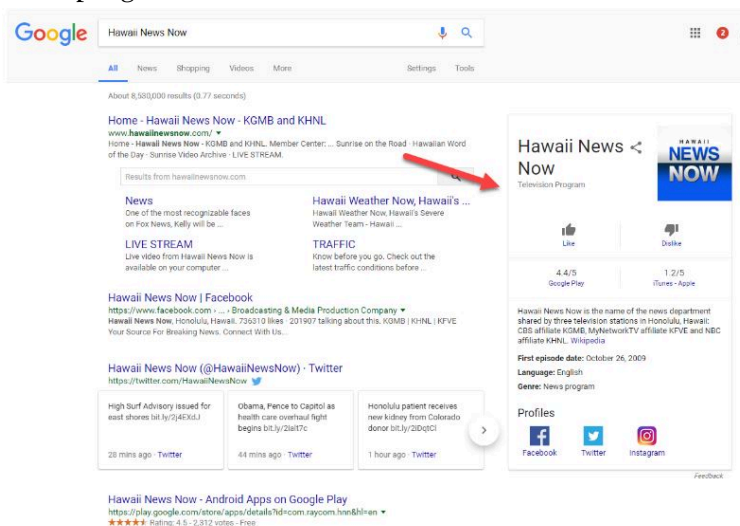 Google
Hawaii News Now
2
All News Shopping Videos More Settings Tools
About 8,530,000 results (0.77 seconds)
Home - Hawaii News Now - KGMB and KHNL
www.hawaiinewsnow.com/
Home - Hawaii News Now - KGMB and KHNL. Member Center: ... Sunrise on the Road - Hawaiian Word
of the Day - Sunrise Video Archive - LIVE STREAM.
Results from hawaiinewsnow.com
News
One of the most recognizable faces
on Fox News, Kelly will be ...
Hawaii Weather Now, Hawaii's ...
Hawaii Weather Now, Hawaii's Severe
Weather Team - Hawaii ...
LIVE STREAM
Live video from Hawaii News Now is
available on your computer ...
TRAFFIC
Know before you go. Check out the
latest traffic conditions before ...
Hawaii News Now | Facebook
https://www.facebook.com › ... › Broadcasting & Media Production Company
Hawaii News Now, Honolulu, Hawaii. 736310 likes · 201907 talking about this. KGMB | KHNL | KFVE
Your Source For Breaking News. Connect With Us...
Hawaii News Now (@HawaiiNewsNow) · Twitter
https://twitter.com/HawaiiNewsNow
High Surf Advisory issued for
east shores bit.ly/2j4EXdJ
28 mins ago · Twitter
Obama, Pence to Capitol as
health care overhaul fight
begins
44 mins ago · Twitter
Honolulu patient receives
new kidney from Colorado
donor
1 hour ago · Twitter
Hawaii News Now - Android Apps on Google Play
https://play.google.com/store/apps/details?id=com.raycom.hnn&hl=en
Rating: 4.5 - 2,312 votes - Free
Hawaii News
Now
Television Program
HAWAII
NEWS
NOW
Like Dislike
4.4/5
Google Play
1.2/5
iTunes - Apple
Hawaii News Now is the name of the news department
shared by three television stations in Honolulu, Hawaii:
CBS affiliate KGMB, MyNetworkTV affiliate KFVE and NBC
affiliate KHNL. Wikipedia
First episode date: October 26, 2009
Language: English
Genre: News program
Profiles
Facebook Twitter Instagram
Feedback